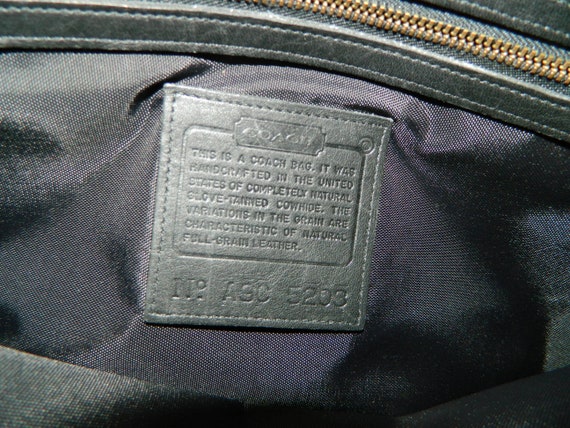 COACH
®
THIS IS A COACH BAG. IT WAS
HANDCRAFTED IN THE UNITED
STATES OF COMPLETELY NATURAL
GLOVE-TANNED COWHIDE. THE
VARIATIONS IN THE GRAIN ARE
CHARACTERISTIC OF NATURAL
FULL-GRAIN LEATHER.
Nº A9C 5203